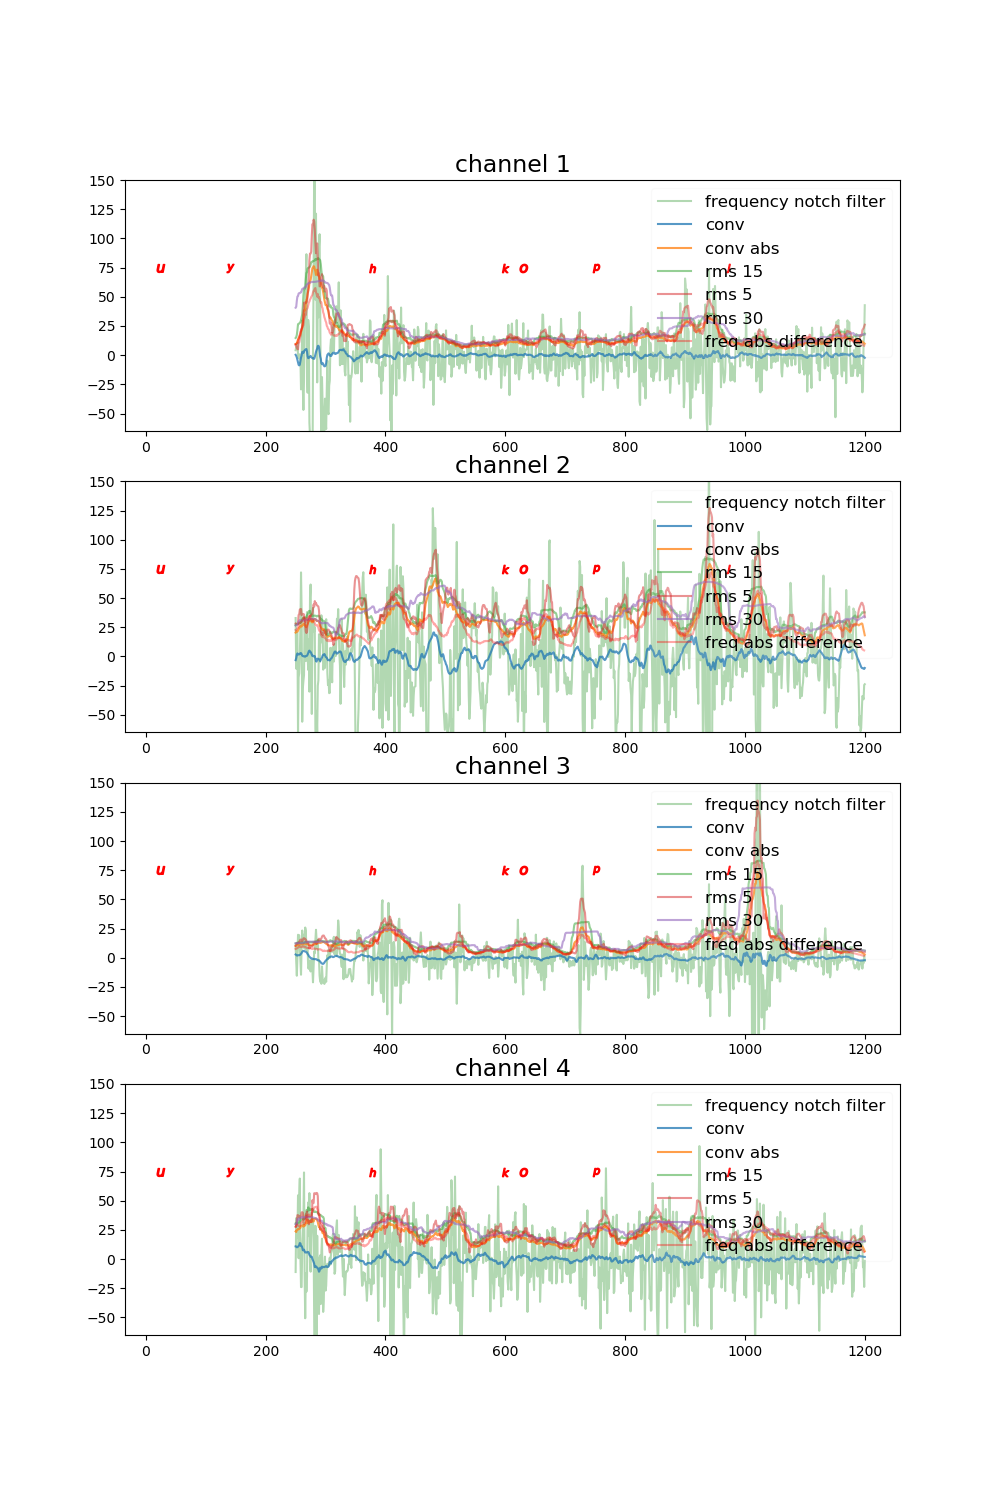 channel 1
150
125
100
75
50
25
0
−25
−50
frequency notch filter
conv
conv abs
rms 15
rms 5
rms 30
freq abs difference
u y h k o p
0 200 400 600 800 1000 1200
channel 2
150
125
100
75
50
25
0
−25
−50
frequency notch filter
conv
conv abs
rms 15
rms 5
rms 30
freq abs difference
u y h k o p
0 200 400 600 800 1000 1200
channel 3
150
125
100
75
50
25
0
−25
−50
frequency notch filter
conv
conv abs
rms 15
rms 5
rms 30
freq abs difference
u y h k o p
0 200 400 600 800 1000 1200
channel 4
150
125
100
75
50
25
0
−25
−50
frequency notch filter
conv
conv abs
rms 15
rms 5
rms 30
freq abs difference
u y h k o p
0 200 400 600 800 1000 1200